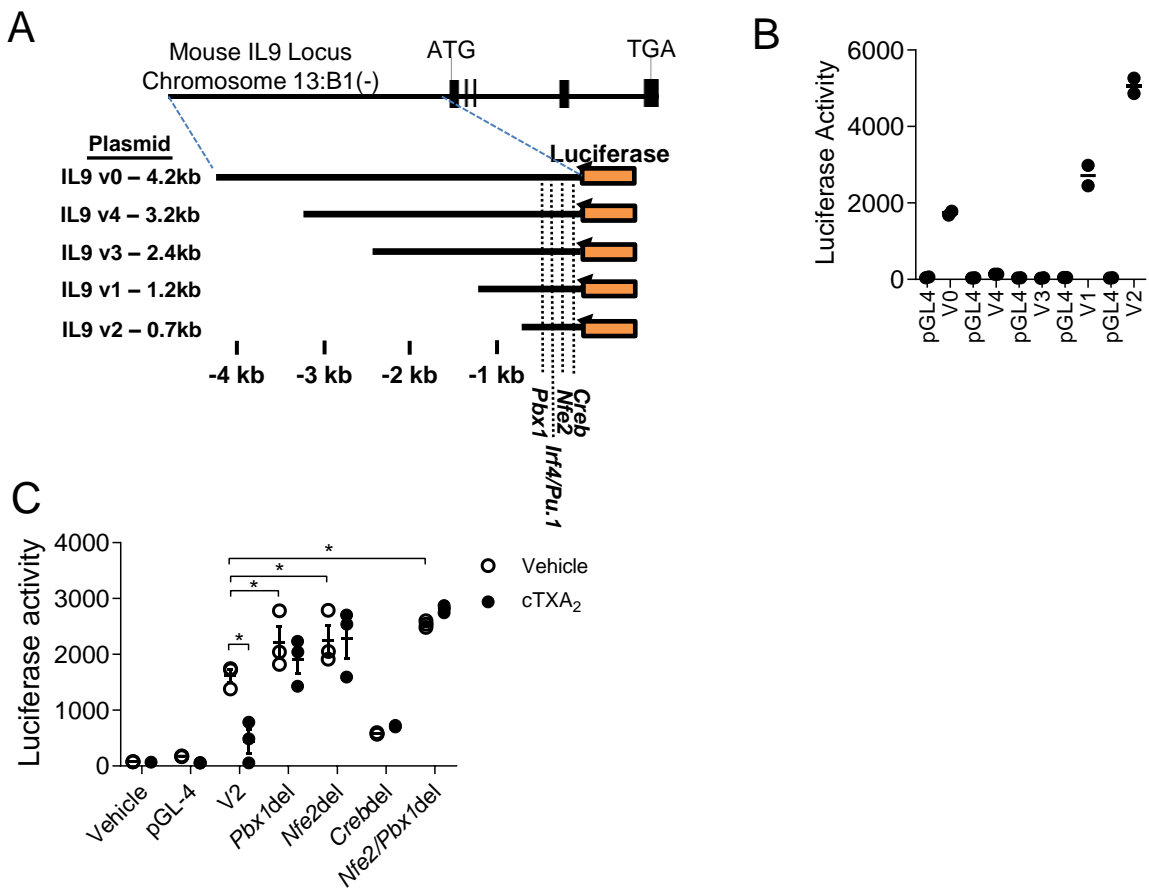 A
Mouse IL9 Locus
Chromosome 13:B1(-)
ATG
TGA
Plasmid
Luciferase
IL9 v0 – 4.2kb
IL9 v4 – 3.2kb
IL9 v3 – 2.4kb
IL9 v1 – 1.2kb
IL9 v2 – 0.7kb
-4 kb
-3 kb
-2 kb
-1 kb
Pbx1
Irf4/Pu.1
Nfe2
Creb
B
Luciferase Activity
6000
4000
2000
0
pGL4
V0
pGL4
V4
pGL4
V3
pGL4
V1
pGL4
V2
C
Luciferase activity
4000
3000
2000
1000
0
*
*
*
*
Vehicle
cTXA₂
Vehicle
pGL-4
V2
Pbx1del
Nfe2del
Crebdel
Nfe2/Pbx1del